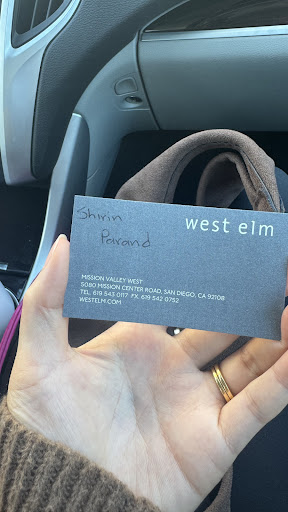 Shirin
Parand
west elm
MISSION VALLEY WEST
5080 MISSION CENTER ROAD, SAN DIEGO, CA 92108
TEL. 619 543 0117 FX. 619 542 0752
WESTELM.COM